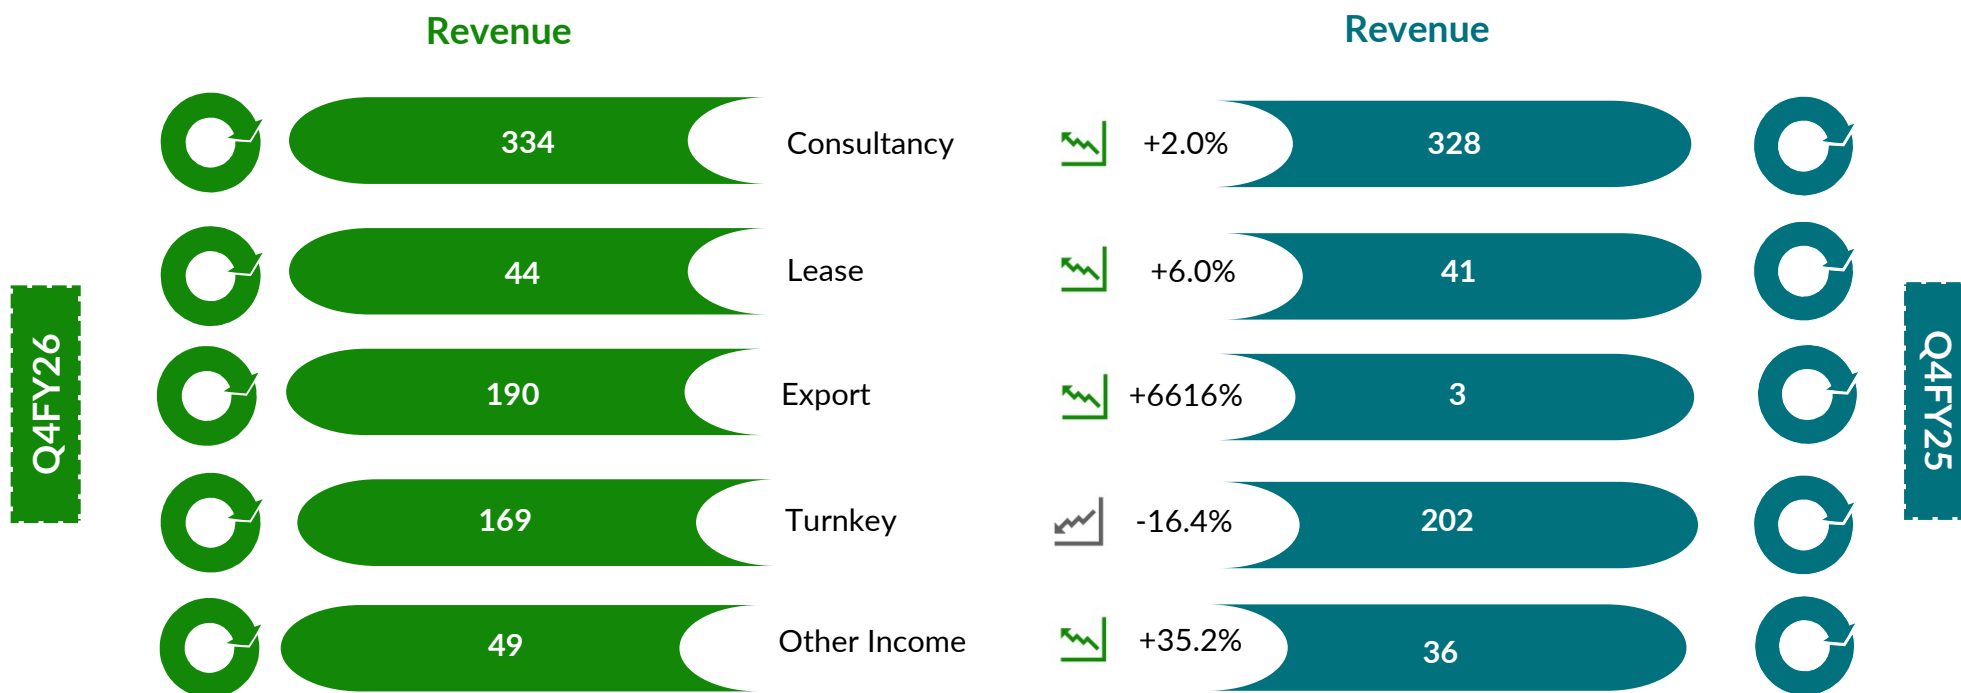 Revenue
Revenue
334 Consultancy +2.0% 328
44 Lease +6.0% 41
Q4FY26
190 Export +6616% 3
Q4FY25
169 Turnkey -16.4% 202
49 Other Income +35.2% 36